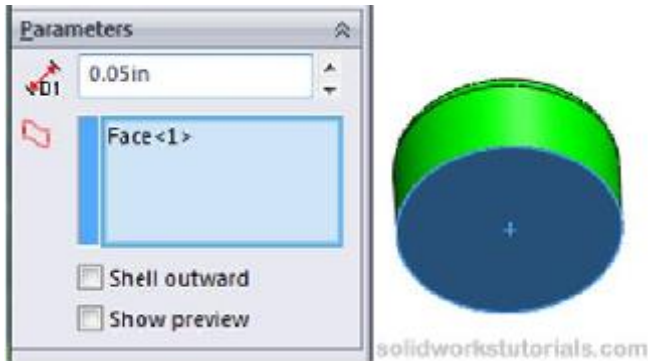 Parameters
D1
0.05in
Face<1>
Shell outward
Show preview
solidworkstutorials.com